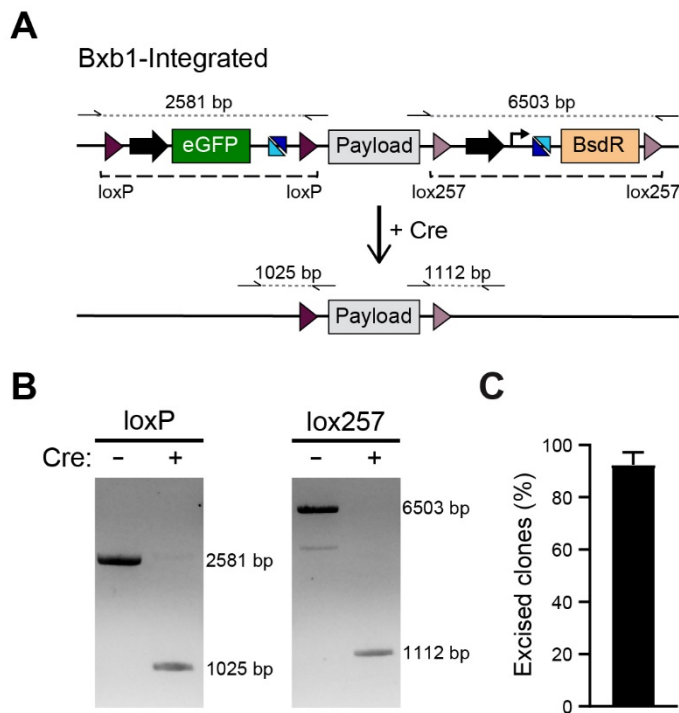 A
Bxb1-Integrated
2581 bp
6503 bp
eGFP
Payload
BsdR
loxP
loxP
lox257
lox257
+ Cre
1025 bp
1112 bp
Payload
B
loxP
lox257
Cre: – + – +
2581 bp
1025 bp
6503 bp
1112 bp
C
Excised clones (%)
100
80
60
40
20
0